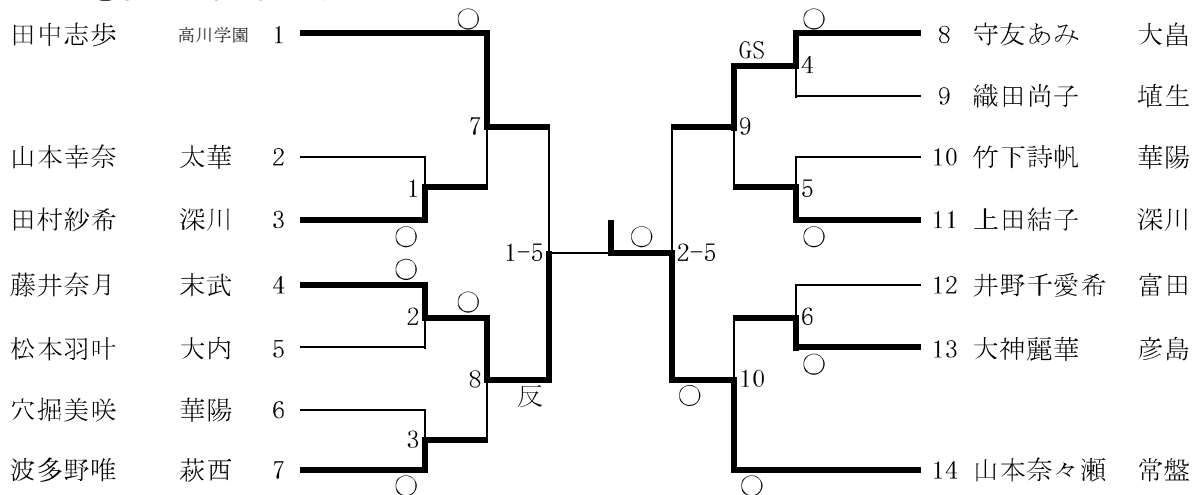 田中志歩 高川学園 1
山本幸奈 太華 2
田村紗希 深川 3
藤井奈月 末武 4
松本羽叶 大内 5
穴掘美咲 華陽 6
波多野唯 萩西 7
7
1
2
8
3
1-5
反
2-5
GS
4
9
5
6
10
8 守友あみ 大畠
9 織田尚子 埴生
10 竹下詩帆 華陽
11 上田結子 深川
12 井野千愛希 富田
13 大神麗華 彦島
14 山本奈々瀬 常盤